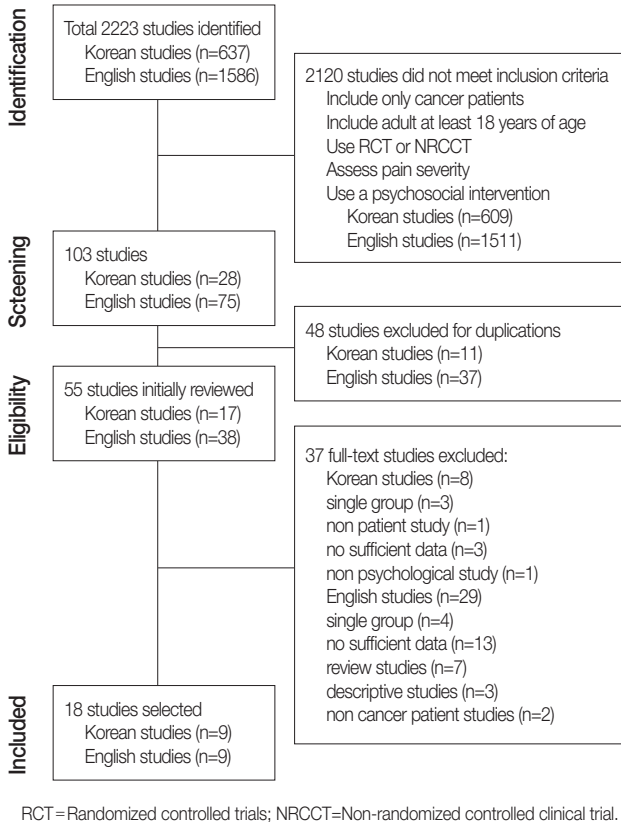 Identification
Total 2223 studies identified
Korean studies (n=637)
English studies (n=1586)
2120 studies did not meet inclusion criteria
Include only cancer patients
Include adult at least 18 years of age
Use RCT or NRCCT
Assess pain severity
Use a psychosocial intervention
Korean studies (n=609)
English studies (n=1511)
Scteening
103 studies
Korean studies (n=28)
English studies (n=75)
48 studies excluded for duplications
Korean studies (n=11)
English studies (n=37)
Eligibility
55 studies initially reviewed
Korean studies (n=17)
English studies (n=38)
37 full-text studies excluded:
Korean studies (n=8)
single group (n=3)
non patient study (n=1)
no sufficient data (n=3)
non psychological study (n=1)
English studies (n=29)
single group (n=4)
no sufficient data (n=13)
review studies (n=7)
descriptive studies (n=3)
non cancer patient studies (n=2)
Included
18 studies selected
Korean studies (n=9)
English studies (n=9)
RCT=Randomized controlled trials; NRCCT=Non-randomized controlled clinical trial.